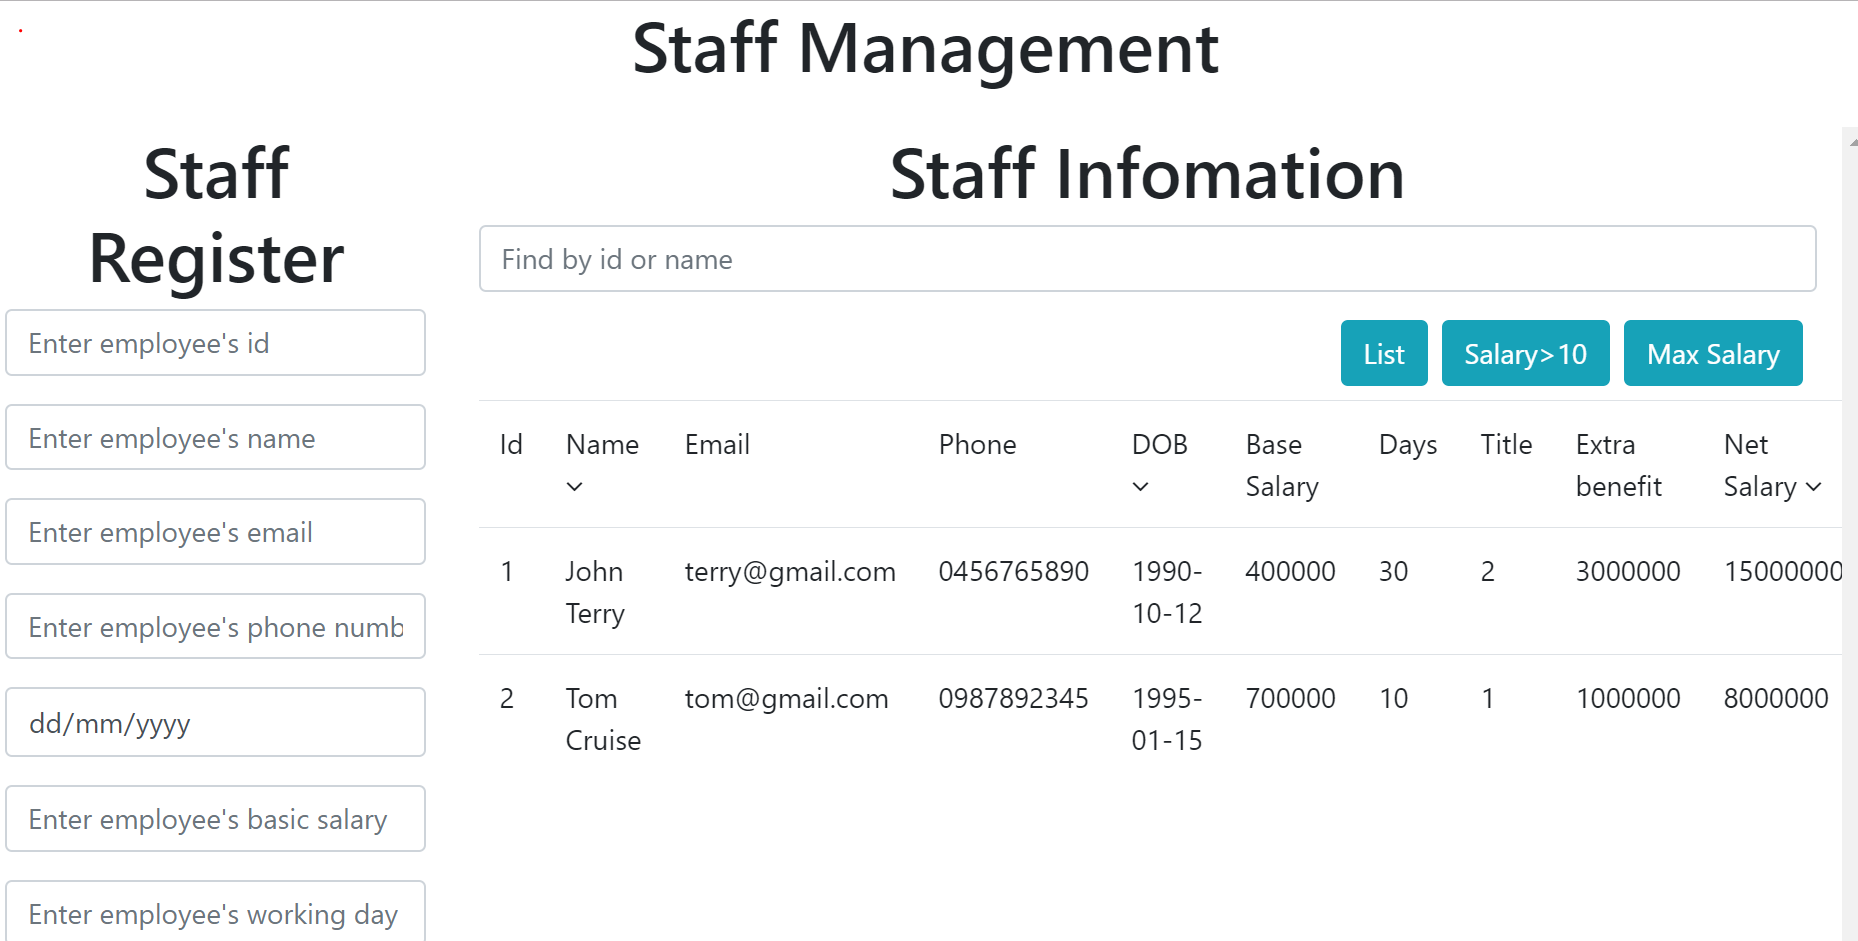 Staff Management
Staff
Register
Enter employee's id
Enter employee's name
Enter employee's email
Enter employee's phone numb
dd/mm/yyyy
Enter employee's basic salary
Enter employee's working day
Staff Infomation
Find by id or name
List Salary>10 Max Salary
Id Name Email Phone DOB Base Days Title Extra Net
Salary benefit Salary
1 John terry@gmail.com 0456765890 1990- 400000 30 2 3000000 15000000
Terry 10-12
2 Tom tom@gmail.com 0987892345 1995- 700000 10 1 1000000 8000000
Cruise 01-15